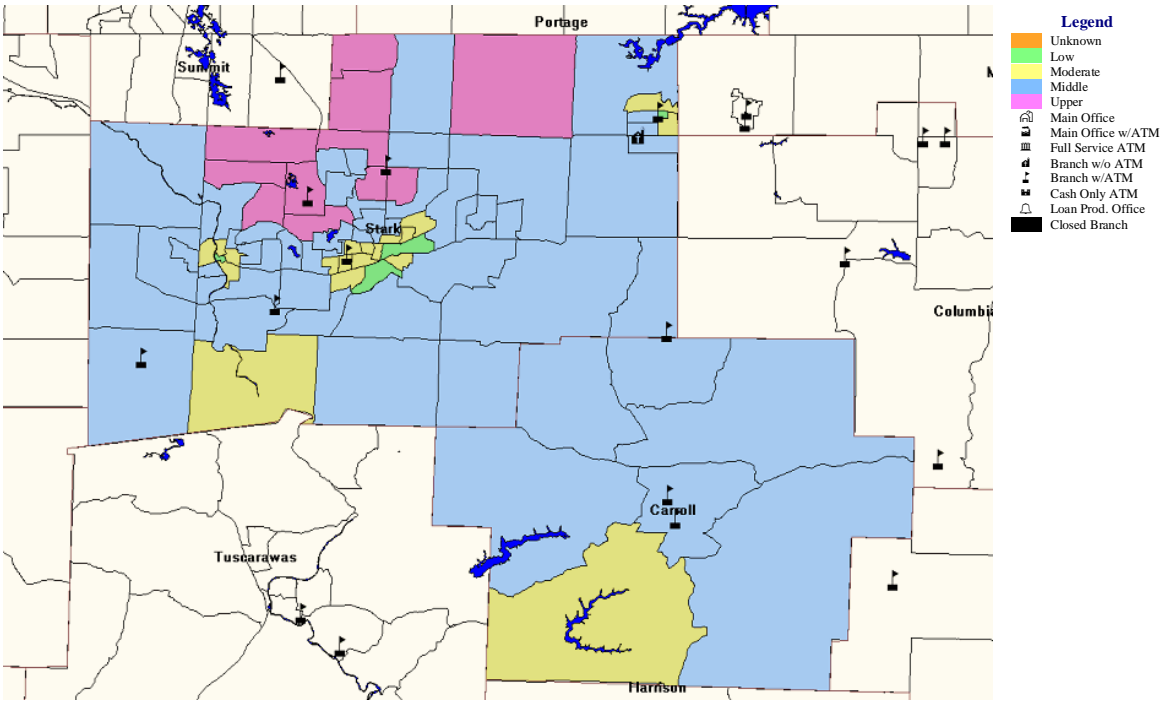 Portage
Summit
Stark
Columbi
Carroll
Tuscarawas
Harrison
Legend
Unknown
Low
Moderate
Middle
Upper
Main Office
Main Office w/ATM
Full Service ATM
Branch w/o ATM
Branch w/ATM
Cash Only ATM
Loan Prod. Office
Closed Branch